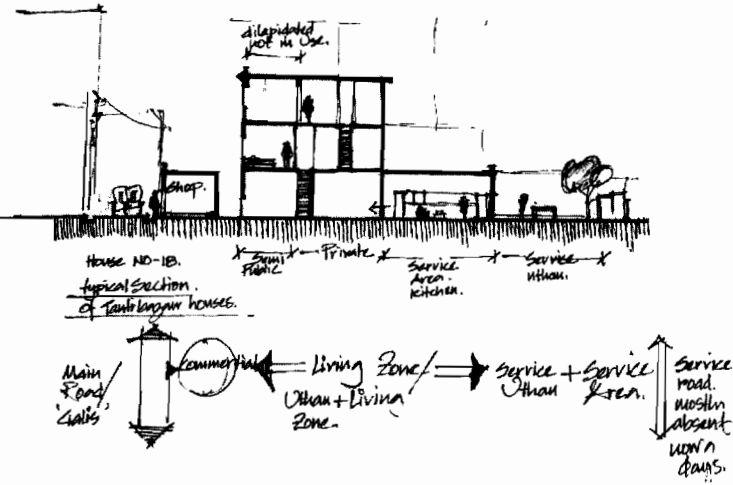 dilapidated
not in Use.
shop.
House NO-1B.
typical Section.
of Tantibazar houses.
Semi
Public
Private
Service
Area.
kitchen.
Service
uthan.
Main
Road/
'Galis'
Commertial
Living Zone/
Uthan + Living
Zone.
Service + Service
Uthan Area.
Service
road.
mostly
absent
now a
days.